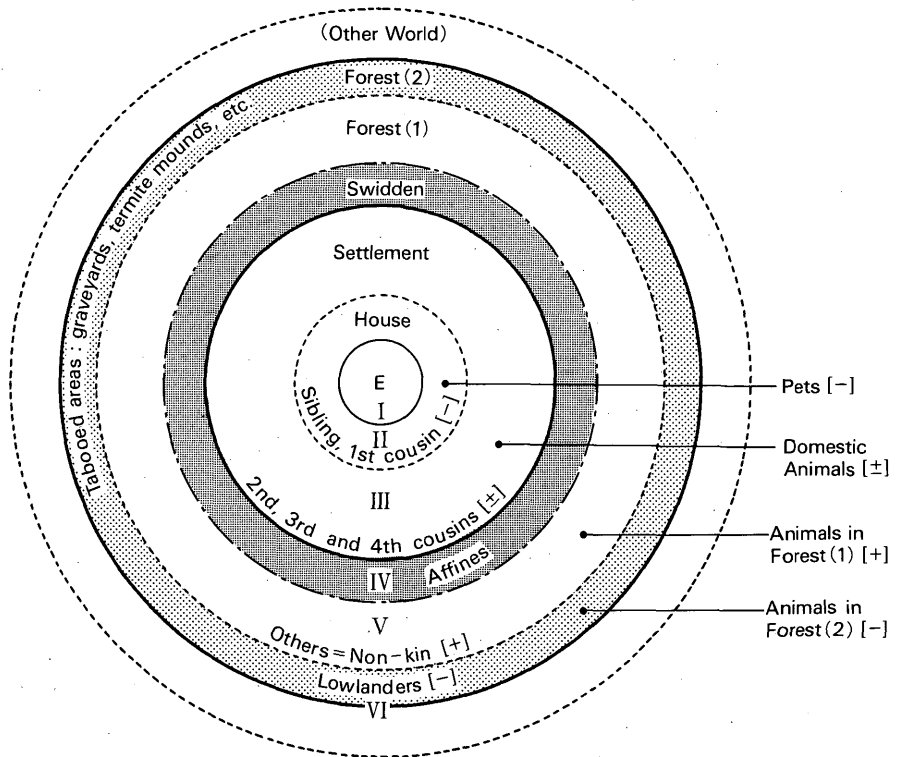 (Other World)
Forest(2)
Tabooed areas : graveyards, termite mounds, etc
Forest(1)
Swidden
Settlement
House
E
I
Sibling, 1st cousin [−]
II
III
2nd, 3rd and 4th cousins [±]
IV
Affines
V
Others = Non-kin [+]
Lowlanders [−]
VI
Pets [−]
Domestic
Animals [±]
Animals in
Forest(1) [+]
Animals in
Forest(2) [−]